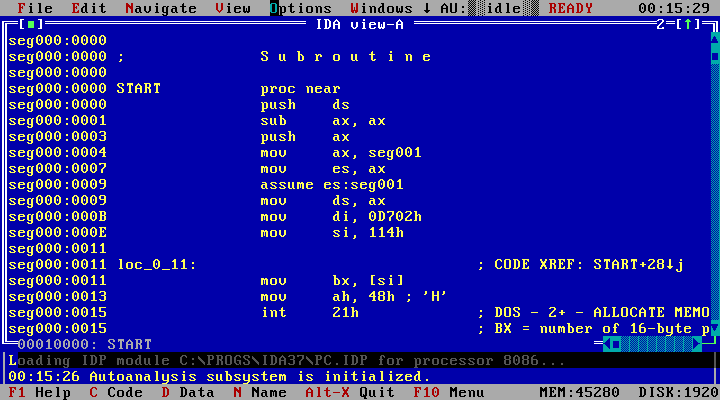 File Edit Navigate View Options Windows ↓ AU: idle READY 00:15:29
[■] IDA view-A 2=[↑]
seg000:0000
seg000:0000 ; S u b r o u t i n e
seg000:0000
seg000:0000 START proc near
seg000:0000 push ds
seg000:0001 sub ax, ax
seg000:0003 push ax
seg000:0004 mov ax, seg001
seg000:0007 mov es, ax
seg000:0009 assume es:seg001
seg000:0009 mov ds, ax
seg000:000B mov di, 0D702h
seg000:000E mov si, 114h
seg000:0011
seg000:0011 loc_0_11: ; CODE XREF: START+28↓j
seg000:0011 mov bx, [si]
seg000:0013 mov ah, 48h ; 'H'
seg000:0015 int 21h ; DOS - 2+ - ALLOCATE MEMO
seg000:0015 ; BX = number of 16-byte p
00010000: START
Loading IDP module C:\PROGS\IDA37\PC.IDP for processor 8086...
00:15:26 Autoanalysis subsystem is initialized.
F1 Help C Code D Data N Name Alt-X Quit F10 Menu MEM:45280 DISK:1920